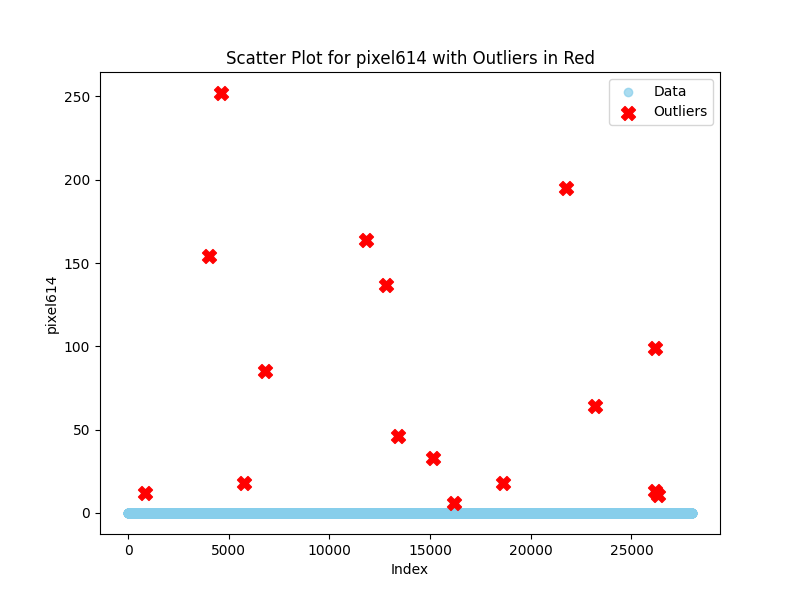 Scatter Plot for pixel614 with Outliers in Red
Data
Outliers
250
200
150
100
50
0
pixel614
0 5000 10000 15000 20000 25000
Index